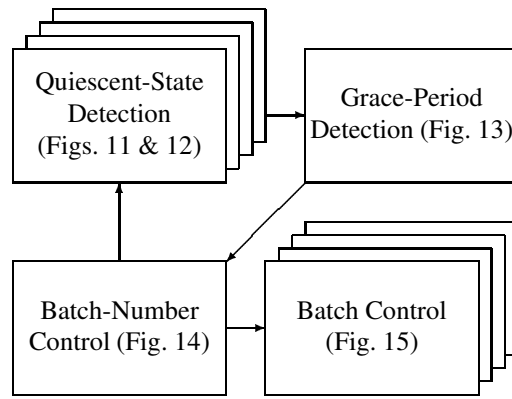 Quiescent-State
Detection
(Figs. 11 & 12)
Grace-Period
Detection (Fig. 13)
Batch-Number
Control (Fig. 14)
Batch Control
(Fig. 15)